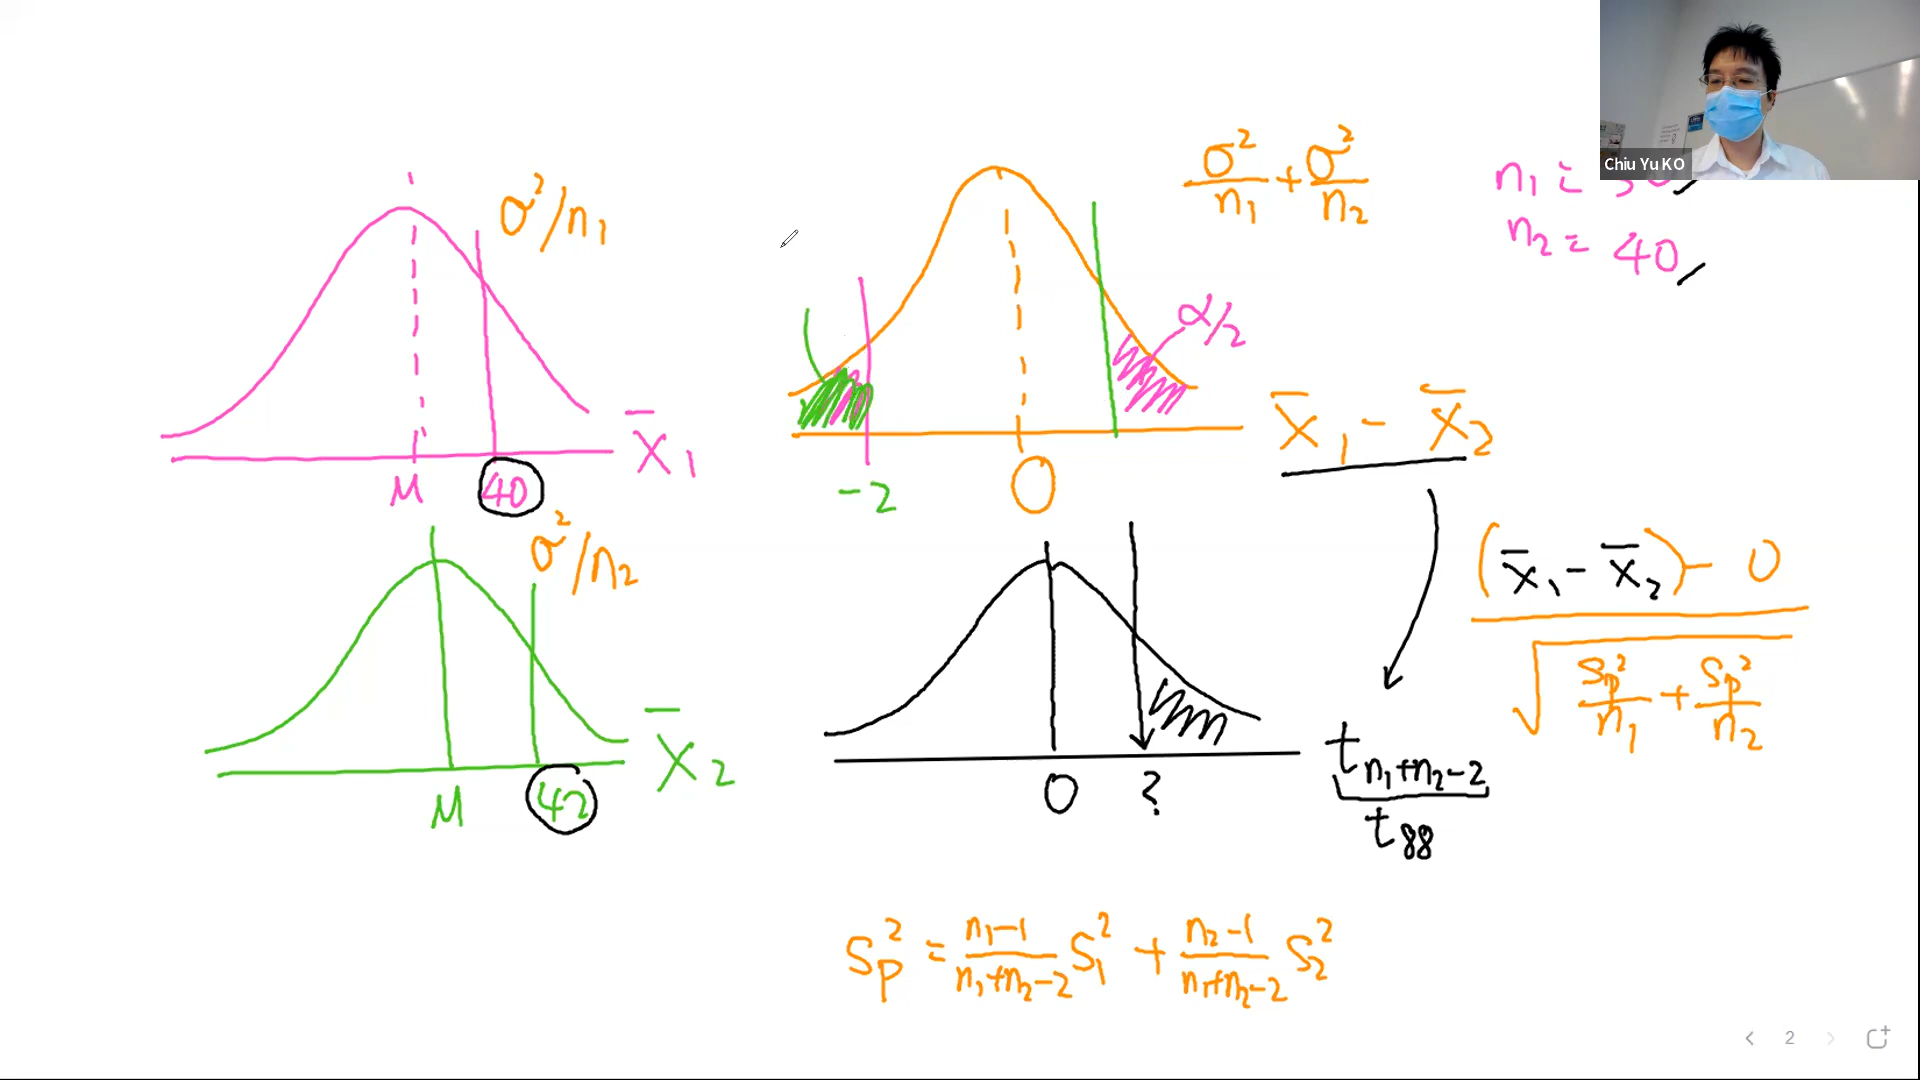 Chiu Yu KO
σ²/n₁
σ²/n₁ + σ²/n₂
n₁ =
n₂ = 40
α/2
X̄₁
μ
40
-2
0
X̄₁ - X̄₂
σ²/n₂
(X̄₁ - X̄₂) - 0
√(Sp²/n₁ + Sp²/n₂)
X̄₂
μ
42
0
?
t n₁+n₂-2
t 88
Sp² = (n₁-1)/(n₁+n₂-2) S₁² + (n₂-1)/(n₁+n₂-2) S₂²
2